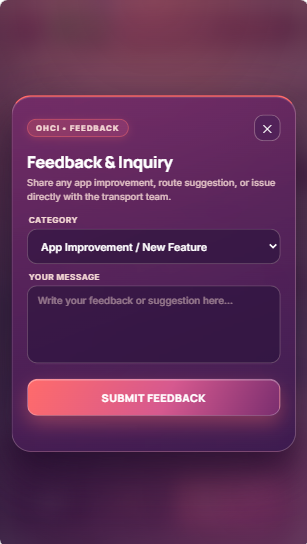 OHCI • FEEDBACK
Feedback & Inquiry
Share any app improvement, route suggestion, or issue
directly with the transport team.
CATEGORY
App Improvement / New Feature
YOUR MESSAGE
Write your feedback or suggestion here...
SUBMIT FEEDBACK